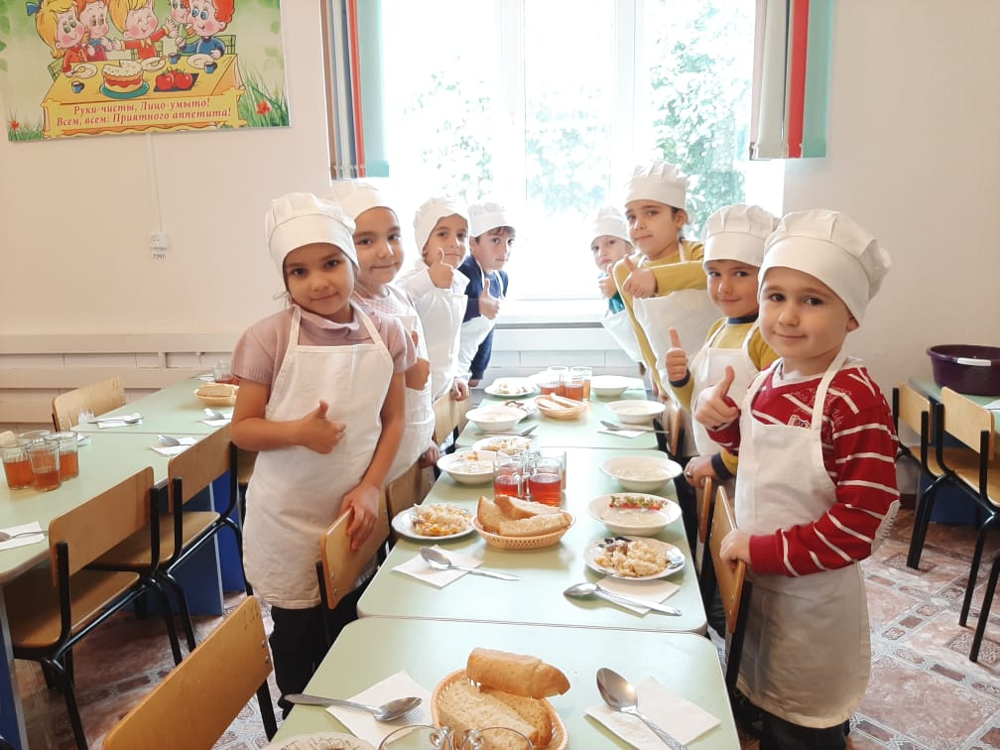 Руки-чисты, Лицо-умыто!
Всем, всем: Приятного аппетита!